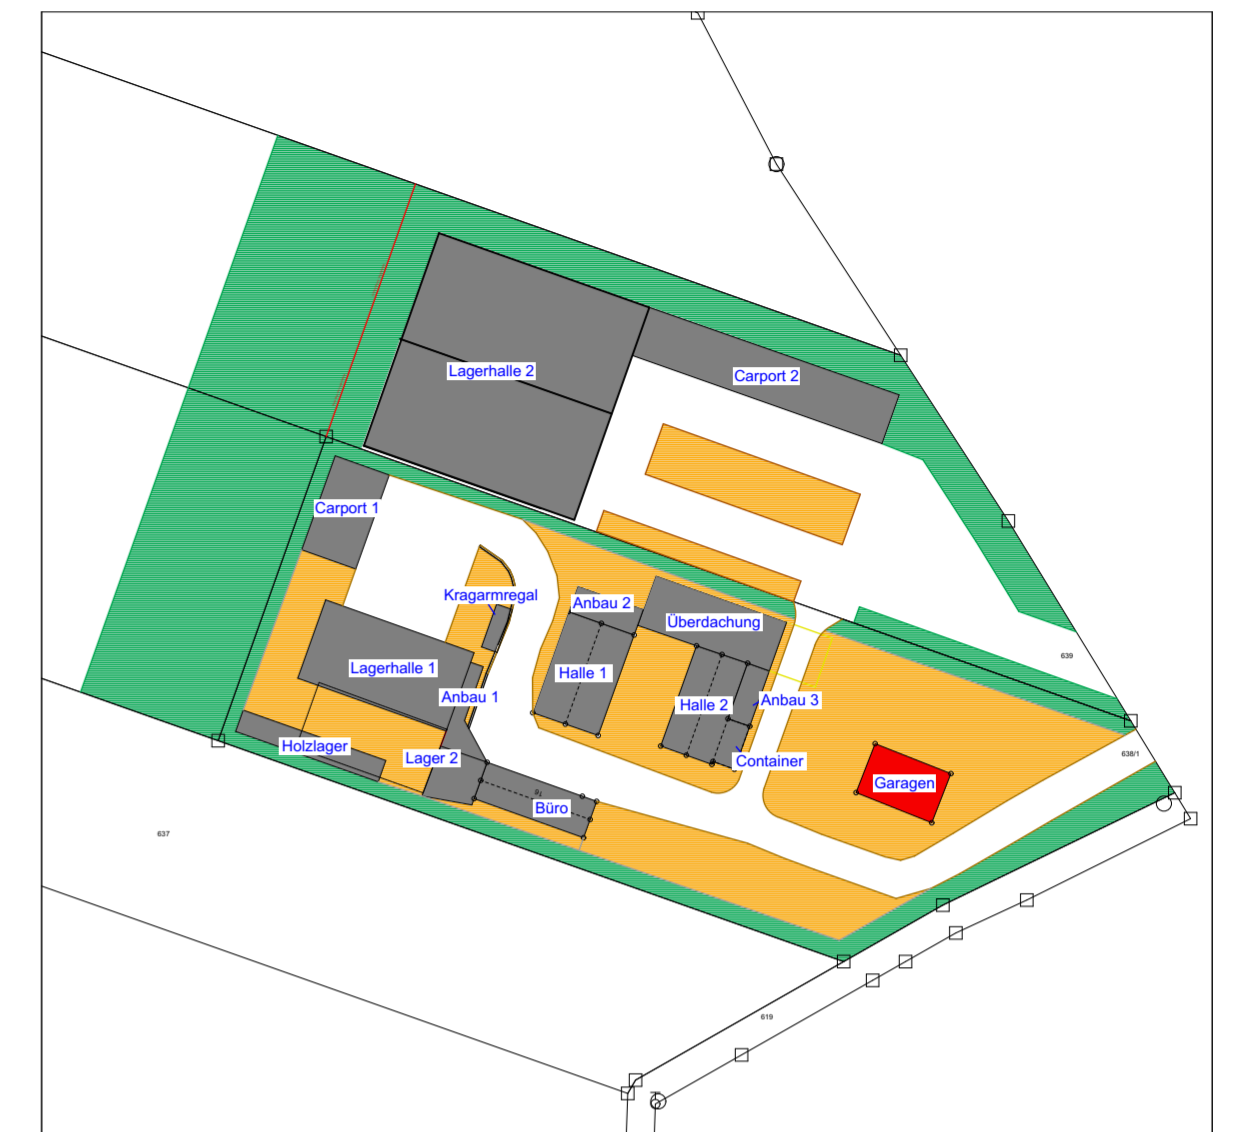 Lagerhalle 2
Carport 2
Carport 1
Kragarmregal
Anbau 2
Überdachung
639
Lagerhalle 1
Halle 1
Anbau 1
Halle 2
Anbau 3
Holzlager
Lager 2
Container
638/1
Garagen
91
Büro
637
619